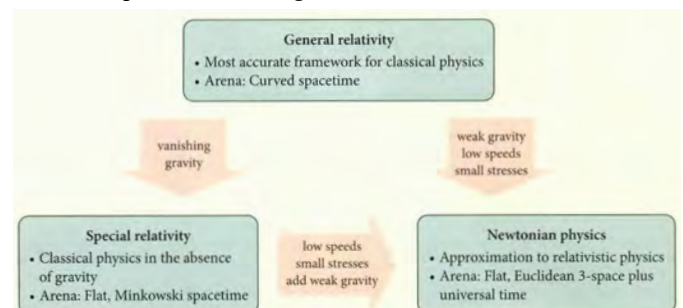 General relativity
• Most accurate framework for classical physics
• Arena: Curved spacetime
vanishing
gravity
weak gravity
low speeds
small stresses
Special relativity
• Classical physics in the absence
of gravity
• Arena: Flat, Minkowski spacetime
low speeds
small stresses
add weak gravity
Newtonian physics
• Approximation to relativistic physics
• Arena: Flat, Euclidean 3-space plus
universal time